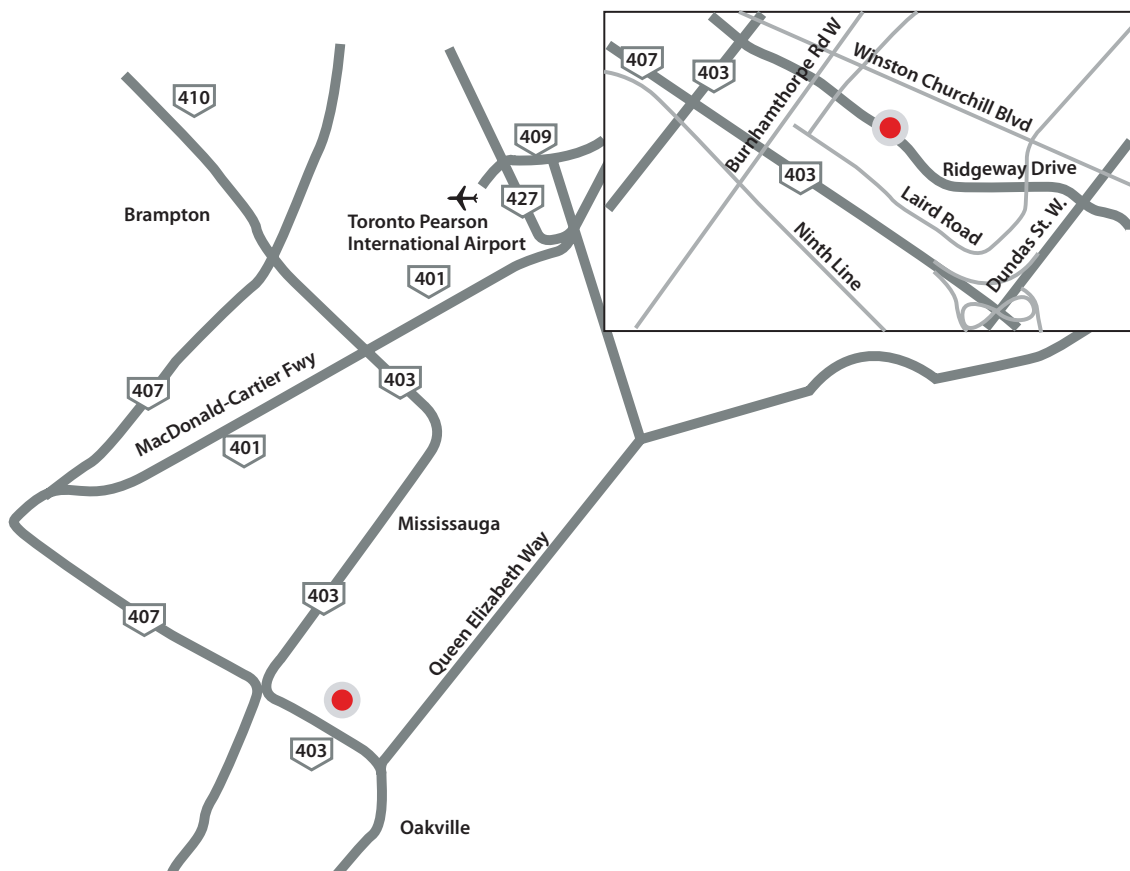 410
Brampton
409
427
Toronto Pearson
International Airport
401
407
403
Burnhamthorpe Rd W
Winston Churchill Blvd
403
Ridgeway Drive
Laird Road
Ninth Line
Dundas St. W.
407
MacDonald-Cartier Fwy
403
401
Mississauga
403
407
Queen Elizabeth Way
403
Oakville